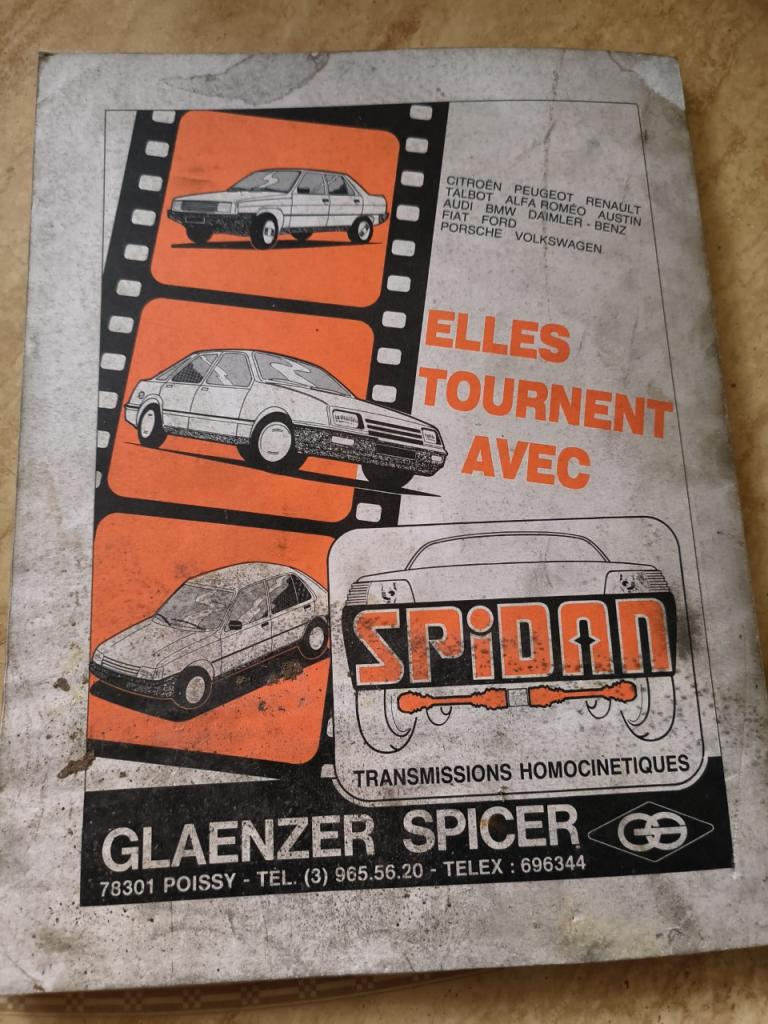 CITROËN PEUGEOT RENAULT
TALBOT ALFA ROMÉO AUSTIN
AUDI BMW DAIMLER - BENZ
FIAT FORD
PORSCHE VOLKSWAGEN
ELLES
TOURNENT
AVEC
SPIDAN
TRANSMISSIONS HOMOCINETIQUES
GLAENZER SPICER GS
78301 POISSY - TEL. (3) 965.56.20 - TELEX : 696344